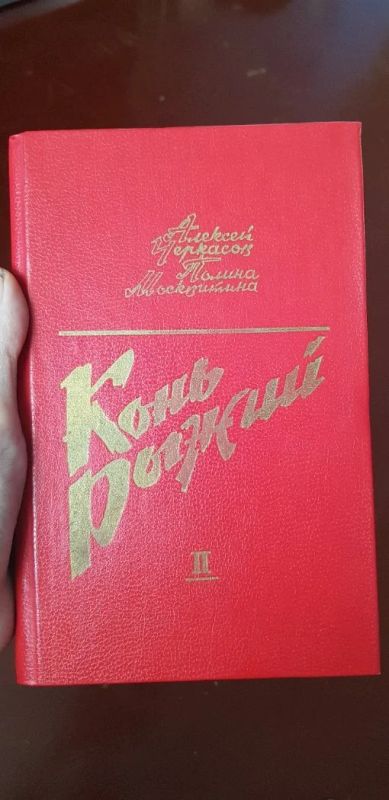 Алексей
Черкасов
Полина
Москвитина
Конь
Рыжий
II